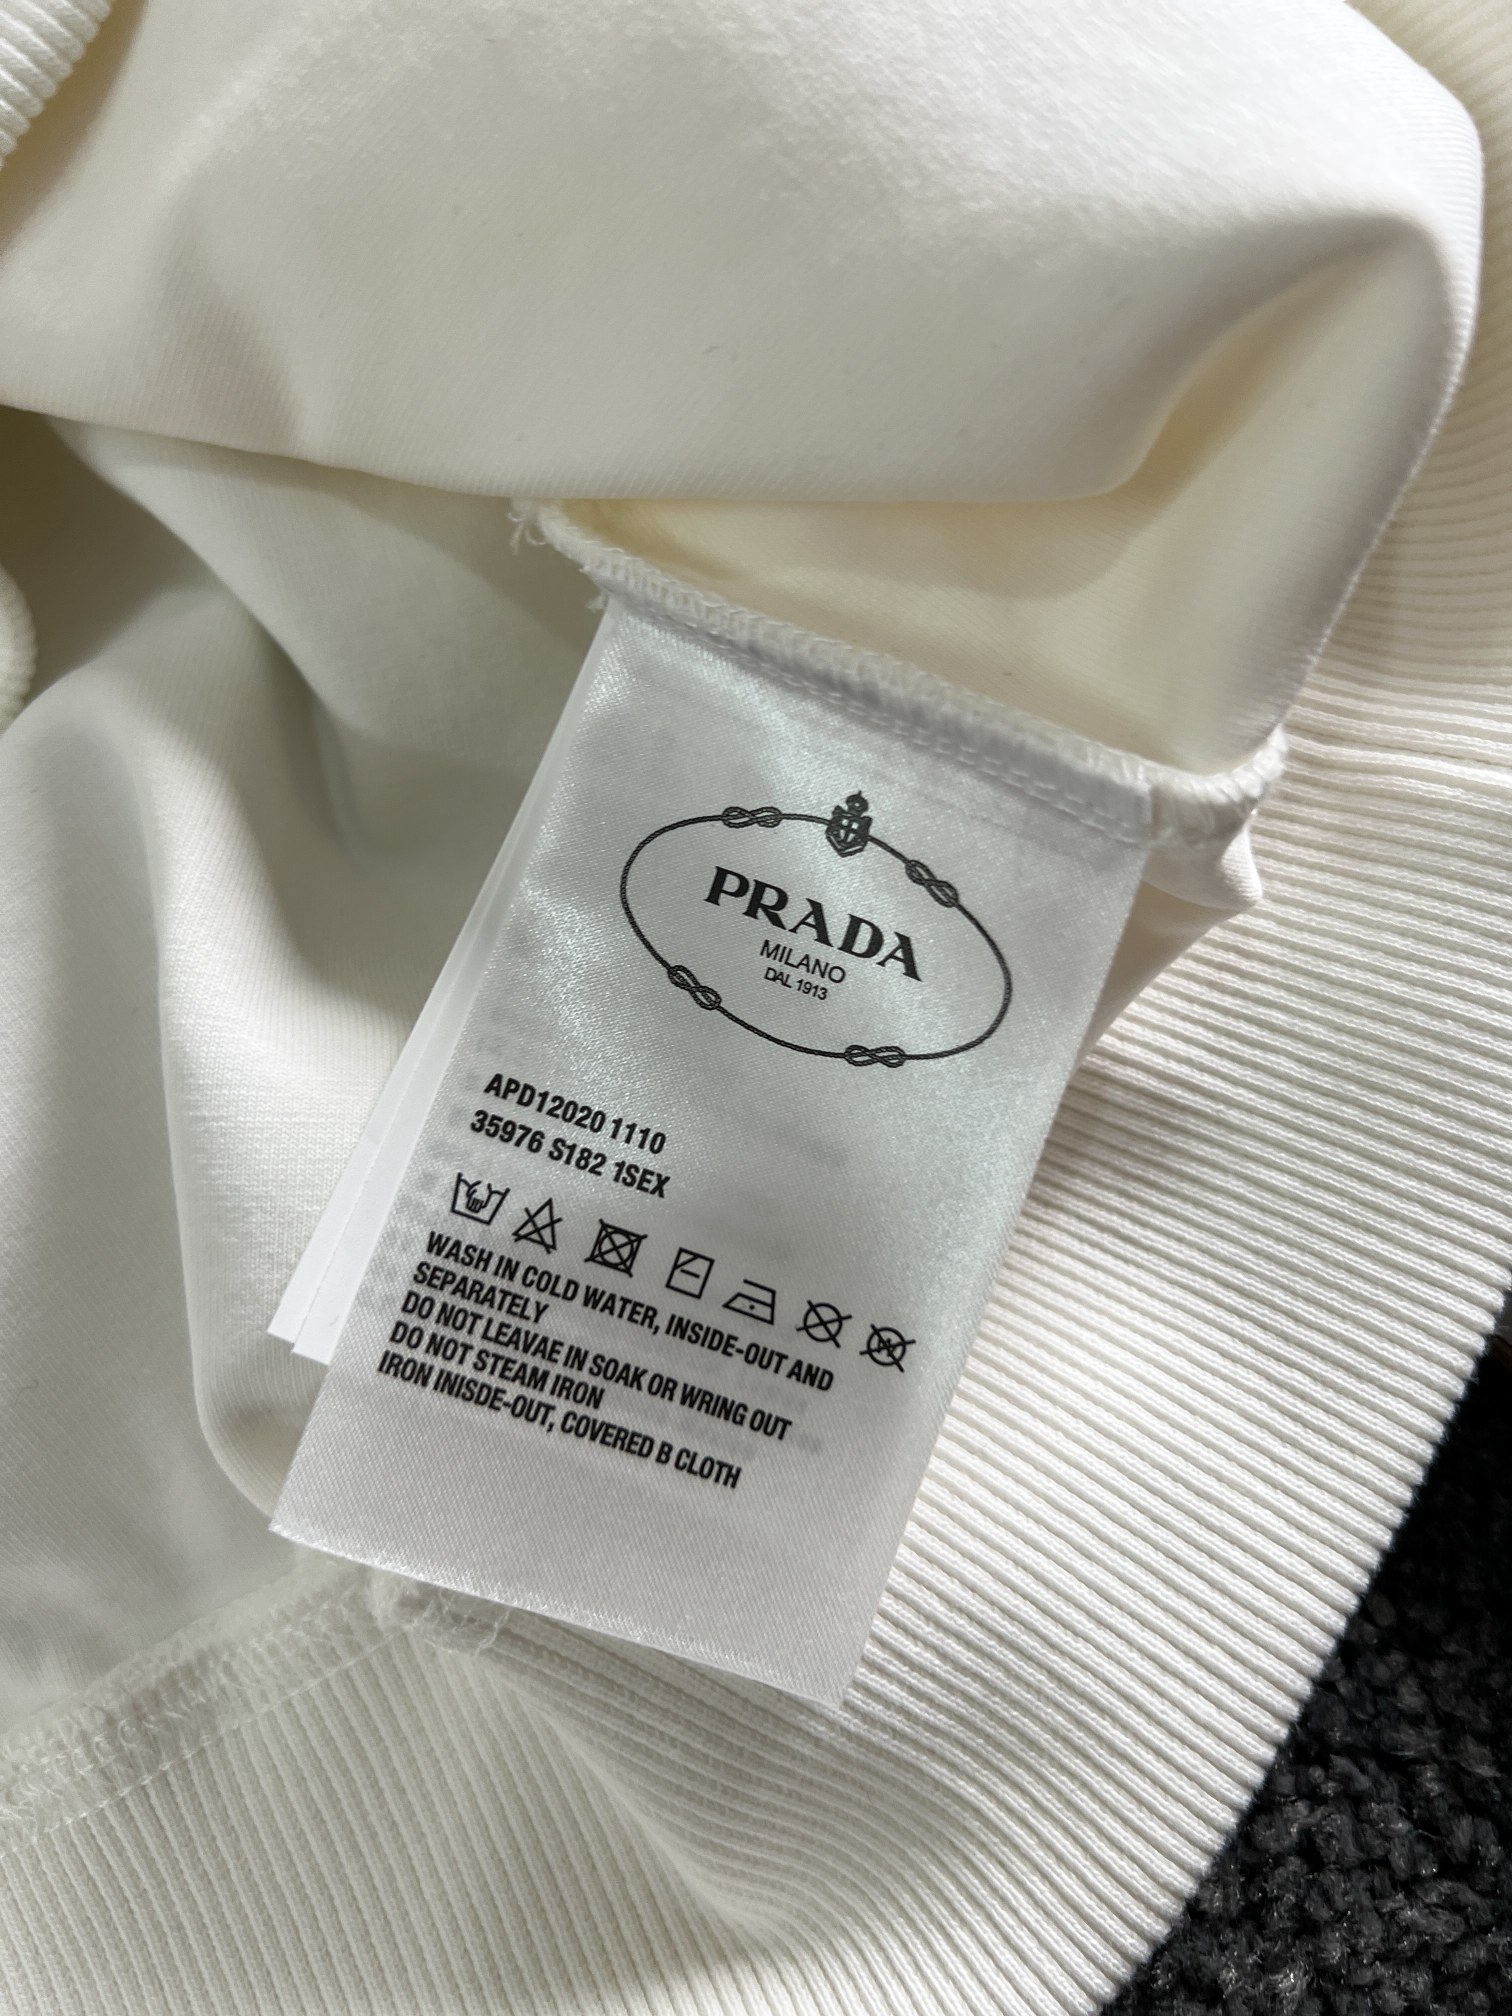 PRADA
MILANO
DAL 1913
APD12020 1110
35976 S182 1SEX
WASH IN COLD WATER, INSIDE-OUT AND
SEPARATELY
DO NOT LEAVAE IN SOAK OR WRING OUT
DO NOT STEAM IRON
IRON INISDE-OUT, COVERED B CLOTH